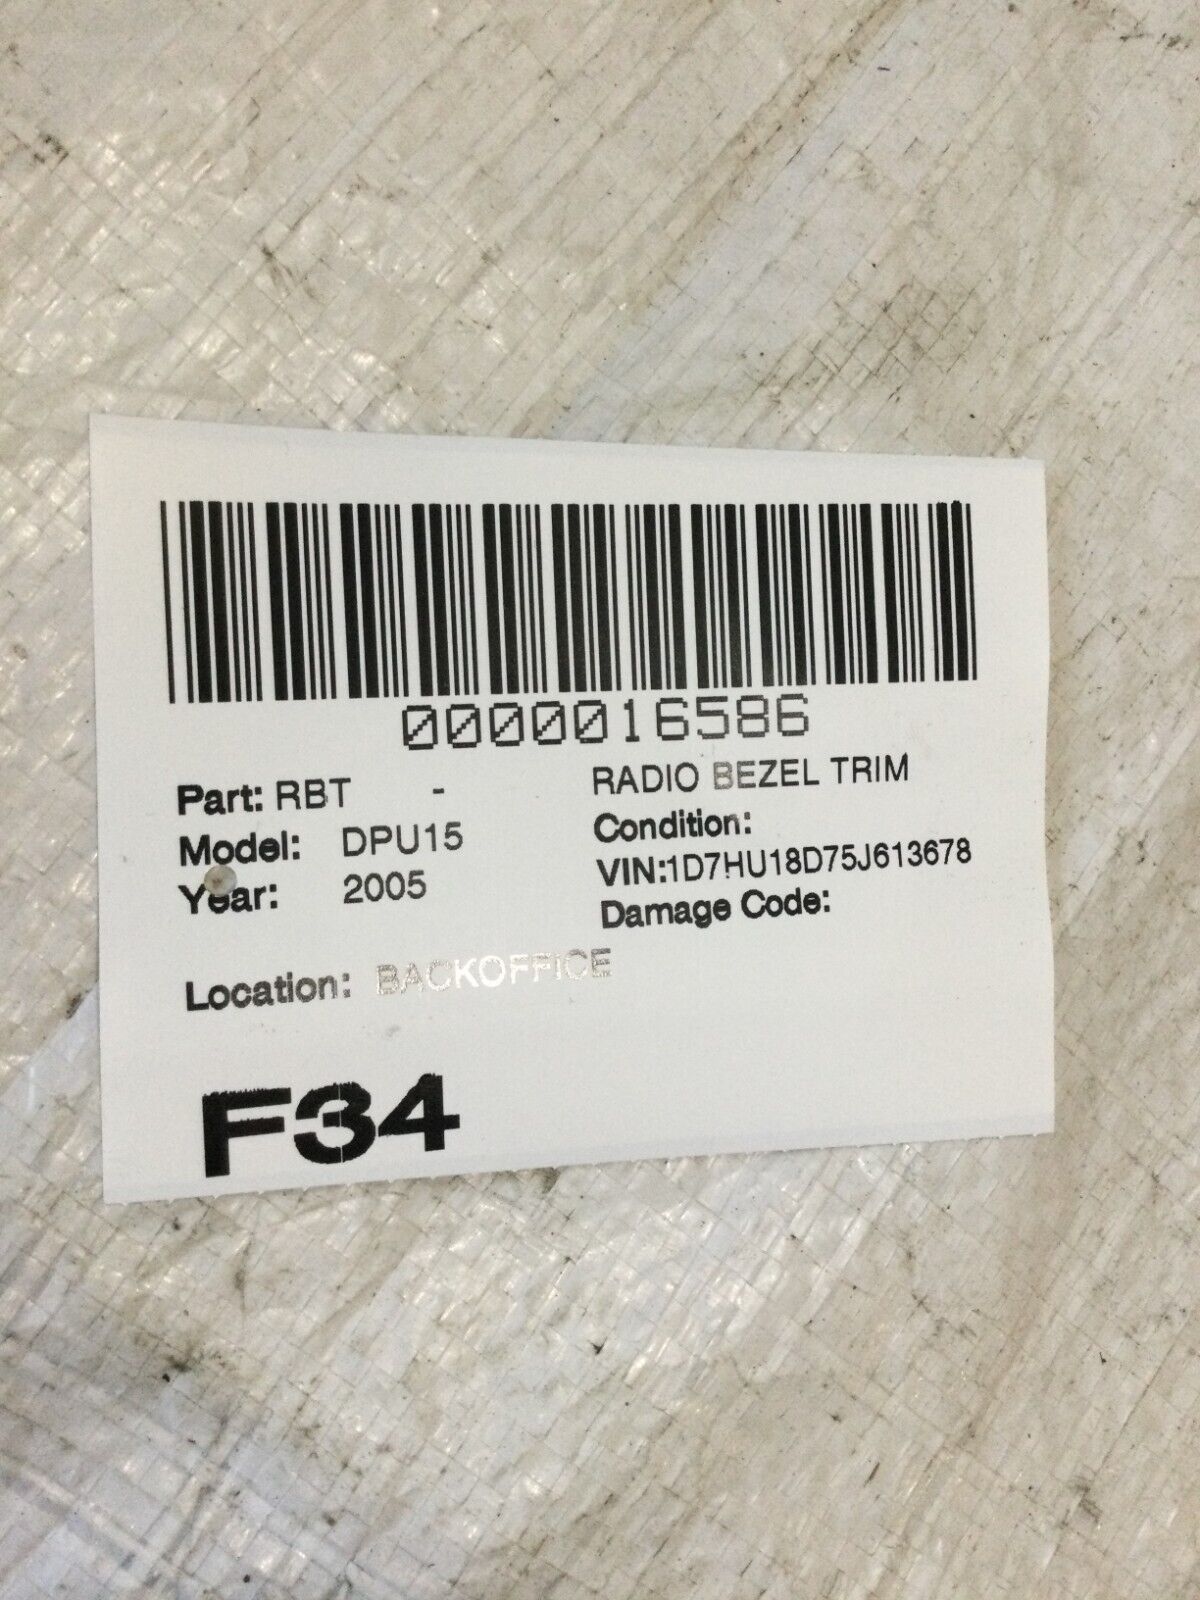 0000016586
Part: RBT - RADIO BEZEL TRIM
Model: DPU15 Condition:
Year: 2005 VIN:1D7HU18D75J613678
Damage Code:
Location: BACKOFFICE
F34